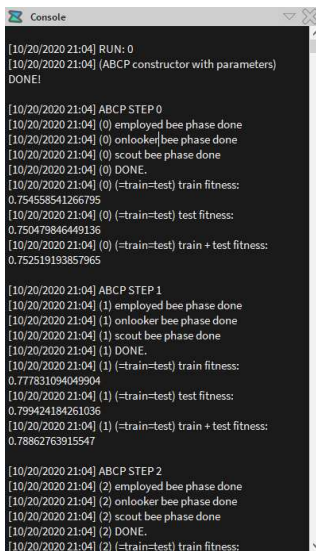 Console
[10/20/2020 21:04] RUN: 0
[10/20/2020 21:04] (ABCP constructor with parameters)
DONE!
[10/20/2020 21:04] ABCP STEP 0
[10/20/2020 21:04] (0) employed bee phase done
[10/20/2020 21:04] (0) onlooker bee phase done
[10/20/2020 21:04] (0) scout bee phase done
[10/20/2020 21:04] (0) DONE.
[10/20/2020 21:04] (0) (=train=test) train fitness:
0.754558541266795
[10/20/2020 21:04] (0) (=train=test) test fitness:
0.750479846449136
[10/20/2020 21:04] (0) (=train=test) train + test fitness:
0.752519193857965
[10/20/2020 21:04] ABCP STEP 1
[10/20/2020 21:04] (1) employed bee phase done
[10/20/2020 21:04] (1) onlooker bee phase done
[10/20/2020 21:04] (1) scout bee phase done
[10/20/2020 21:04] (1) DONE.
[10/20/2020 21:04] (1) (=train=test) train fitness:
0.777831094049904
[10/20/2020 21:04] (1) (=train=test) test fitness:
0.799424184261036
[10/20/2020 21:04] (1) (=train=test) train + test fitness:
0.78862763915547
[10/20/2020 21:04] ABCP STEP 2
[10/20/2020 21:04] (2) employed bee phase done
[10/20/2020 21:04] (2) onlooker bee phase done
[10/20/2020 21:04] (2) scout bee phase done
[10/20/2020 21:04] (2) DONE.
[10/20/2020 21:04] (2) (=train=test) train fitness: